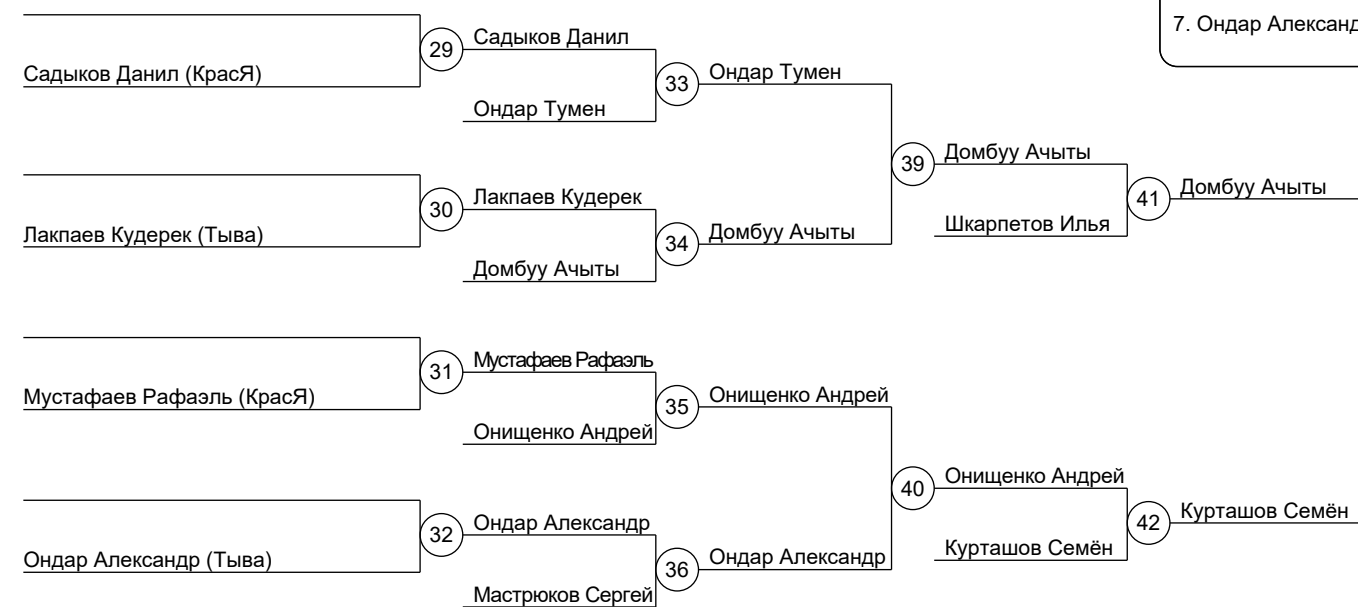 7. Ондар Александ
29
Садыков Данил
Садыков Данил (КрасЯ)
33
Ондар Тумен
Ондар Тумен
39
Домбуу Ачыты
30
Лакпаев Кудерек
Лакпаев Кудерек (Тыва)
34
Домбуу Ачыты
Домбуу Ачыты
41
Домбуу Ачыты
Шкарпетов Илья
31
Мустафаев Рафаэль
Мустафаев Рафаэль (КрасЯ)
35
Онищенко Андрей
Онищенко Андрей
40
Онищенко Андрей
32
Ондар Александр
Ондар Александр (Тыва)
36
Ондар Александр
Мастрюков Сергей
42
Курташов Семён
Курташов Семён